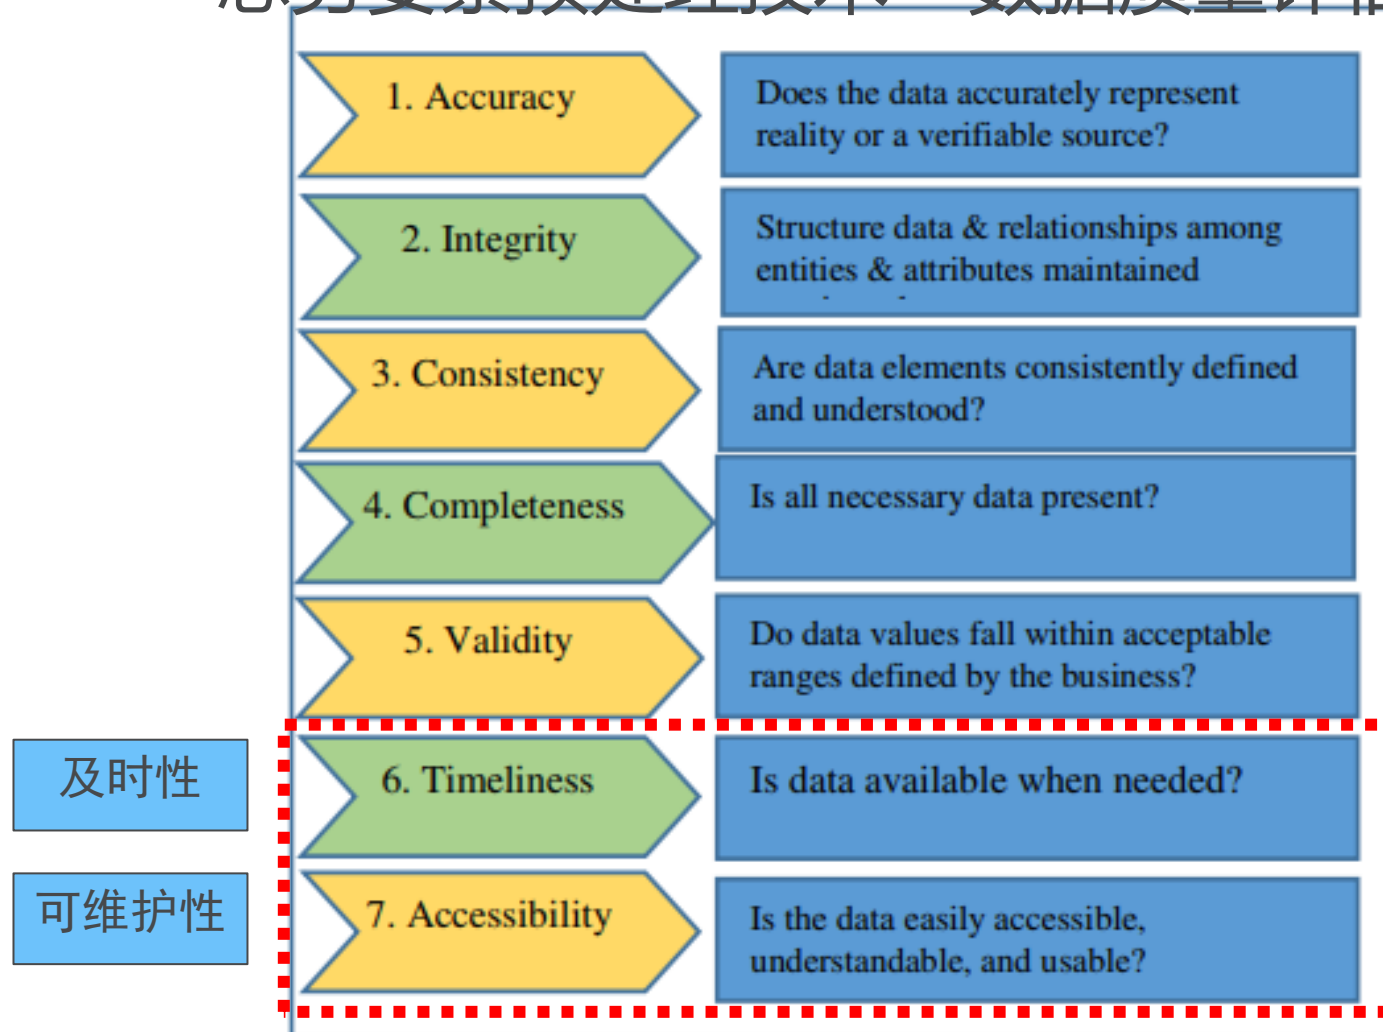 1. Accuracy
Does the data accurately represent
reality or a verifiable source?
2. Integrity
Structure data & relationships among
entities & attributes maintained
3. Consistency
Are data elements consistently defined
and understood?
4. Completeness
Is all necessary data present?
5. Validity
Do data values fall within acceptable
ranges defined by the business?
及时性
6. Timeliness
Is data available when needed?
可维护性
7. Accessibility
Is the data easily accessible,
understandable, and usable?